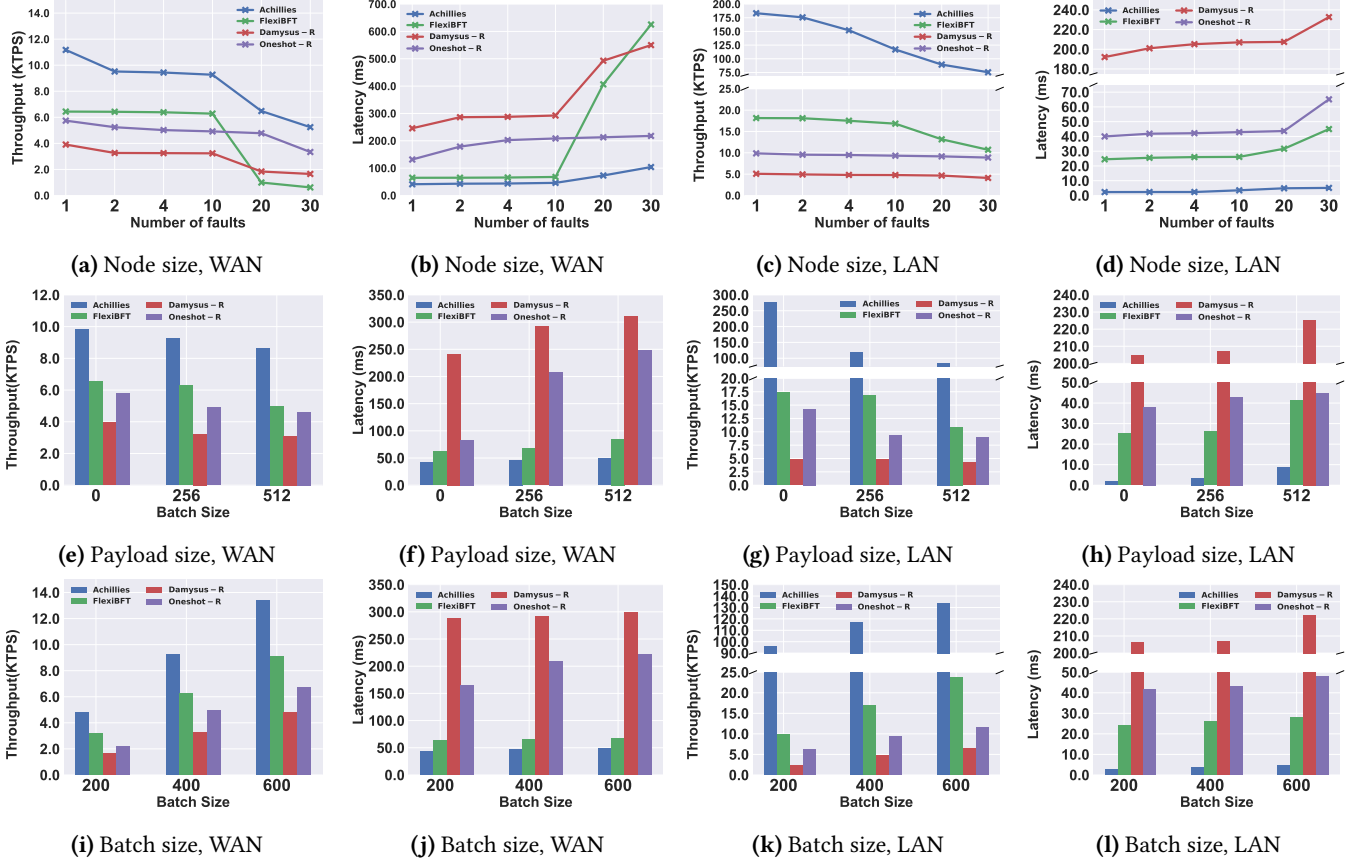 Throughput (KTPS)
14.0
12.0
10.0
8.0
6.0
4.0
2.0
0.0
Achillies
FlexiBFT
Damysus – R
Oneshot – R
1 2 4 10 20 30
Number of faults
(a) Node size, WAN
Latency (ms)
700.0
600.0
500.0
400.0
300.0
200.0
100.0
0.0
Achillies
FlexiBFT
Damysus – R
Oneshot – R
1 2 4 10 20 30
Number of faults
(b) Node size, WAN
Throughput (KTPS)
200.0
175.0
150.0
125.0
100.0
75.0
25.0
20.0
15.0
10.0
5.0
0.0
Achillies
FlexiBFT
Damysus – R
Oneshot – R
1 2 4 10 20 30
Number of faults
(c) Node size, LAN
Latency (ms)
240.0
220.0
200.0
180.0
70.0
60.0
50.0
40.0
30.0
20.0
10.0
0.0
Achillies
FlexiBFT
Damysus – R
Oneshot – R
1 2 4 10 20 30
Number of faults
(d) Node size, LAN
Throughput(KTPS)
12.0
10.0
8.0
6.0
4.0
2.0
0.0
Achillies Damysus – R
FlexiBFT Oneshot – R
0 256 512
Batch Size
(e) Payload size, WAN
Latency (ms)
350.0
300.0
250.0
200.0
150.0
100.0
50.0
0.0
Achillies Damysus – R
FlexiBFT Oneshot – R
0 256 512
Batch Size
(f) Payload size, WAN
Throughput(KTPS)
300.0
250.0
200.0
150.0
100.0
20.0
17.5
15.0
12.5
10.0
7.5
5.0
2.5
0.0
Achillies Damysus – R
FlexiBFT Oneshot – R
0 256 512
Batch Size
(g) Payload size, LAN
Latency (ms)
240.0
230.0
220.0
210.0
200.0
50.0
40.0
30.0
20.0
10.0
0.0
Achillies Damysus – R
FlexiBFT Oneshot – R
0 256 512
Batch Size
(h) Payload size, LAN
Throughput(KTPS)
14.0
12.0
10.0
8.0
6.0
4.0
2.0
0.0
Achillies Damysus – R
FlexiBFT Oneshot – R
200 400 600
Batch Size
(i) Batch size, WAN
Latency (ms)
350.0
300.0
250.0
200.0
150.0
100.0
50.0
0.0
Achillies Damysus – R
FlexiBFT Oneshot – R
200 400 600
Batch Size
(j) Batch size, WAN
Throughput(KTPS)
150.0
140.0
130.0
120.0
110.0
100.0
90.0
25.0
20.0
15.0
10.0
5.0
0.0
Achillies Damysus – R
FlexiBFT Oneshot – R
200 400 600
Batch Size
(k) Batch size, LAN
Latency (ms)
240.0
230.0
220.0
210.0
200.0
50.0
40.0
30.0
20.0
10.0
0.0
Achillies Damysus – R
FlexiBFT Oneshot – R
200 400 600
Batch Size
(l) Batch size, LAN